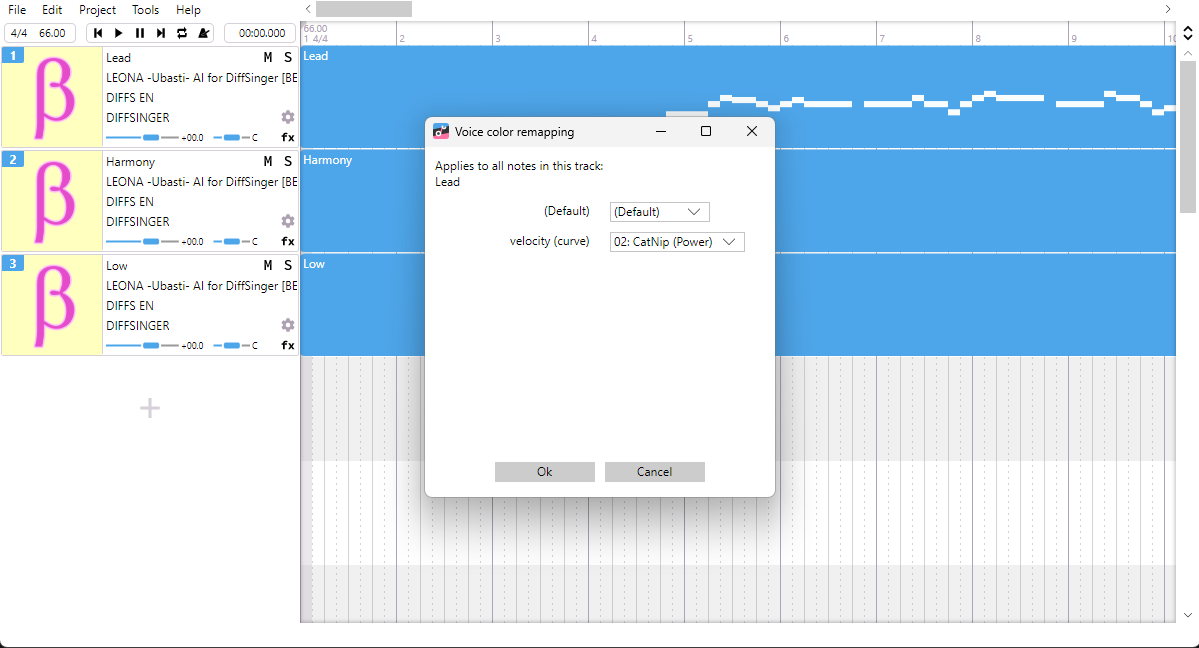 File Edit Project Tools Help
4/4 66.00 00:00.000
66.00
1 4/4 2 3 4 5 6 7 8 9 10
1 Lead M S
LEONA -Ubasti- AI for DiffSinger [BE
DIFFS EN
DIFFSINGER
+00.0 C fx
Lead
2 Harmony M S
LEONA -Ubasti- AI for DiffSinger [BE
DIFFS EN
DIFFSINGER
+00.0 C fx
Harmony
3 Low M S
LEONA -Ubasti- AI for DiffSinger [BE
DIFFS EN
DIFFSINGER
+00.0 C fx
Low
β
β
β
Voice color remapping
Applies to all notes in this track:
Lead
(Default) (Default)
velocity (curve) 02: CatNip (Power)
Ok Cancel